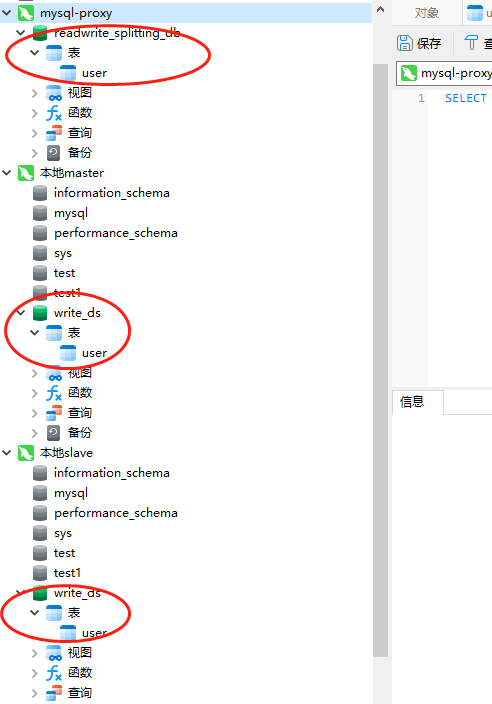 mysql-proxy
readwrite_splitting_db
表
user
视图
函数
查询
备份
本地master
information_schema
mysql
performance_schema
sys
test
test1
write_ds
表
user
视图
函数
查询
备份
本地slave
information_schema
mysql
performance_schema
sys
test
test1
write_ds
表
user
视图
函数
查询
对象
u
保存
查
mysql-proxy
1 SELECT
信息